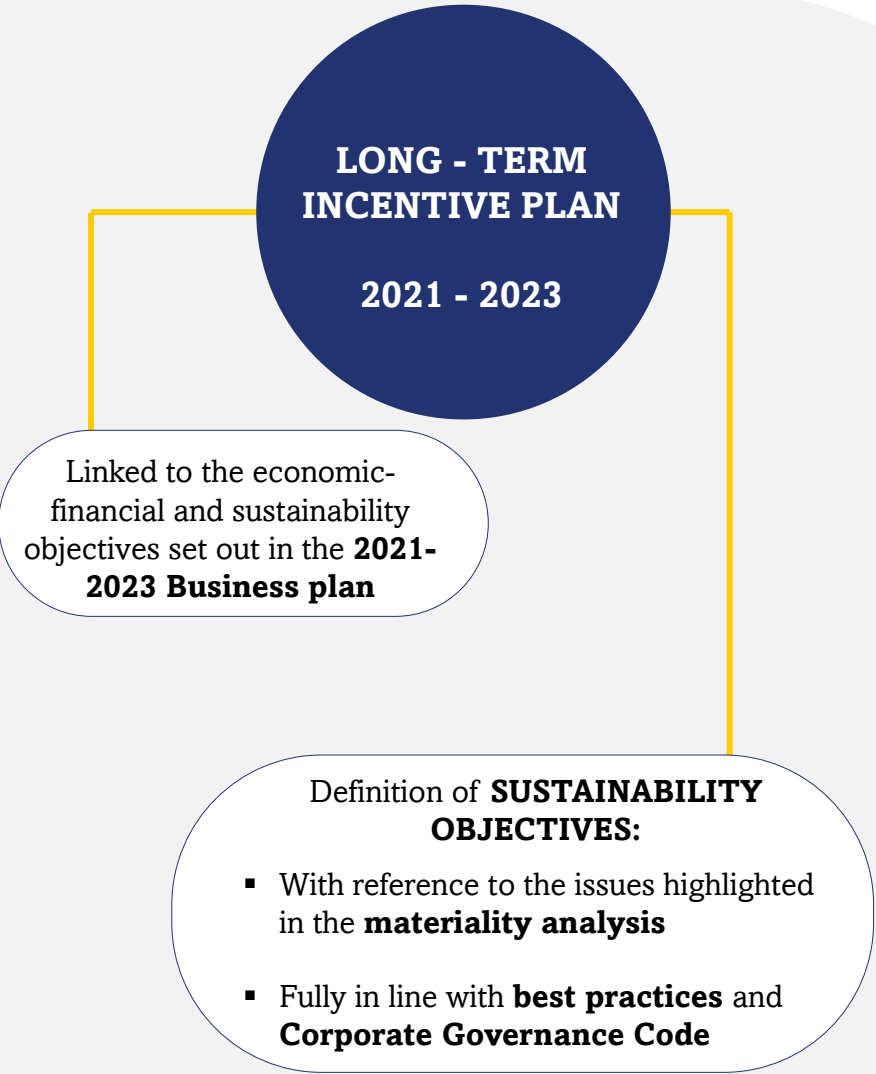 LONG - TERM
INCENTIVE PLAN
2021 - 2023
Linked to the economic-
financial and sustainability
objectives set out in the 2021-
2023 Business plan
Definition of SUSTAINABILITY
OBJECTIVES:
▪ With reference to the issues highlighted
in the materiality analysis
▪ Fully in line with best practices and
Corporate Governance Code